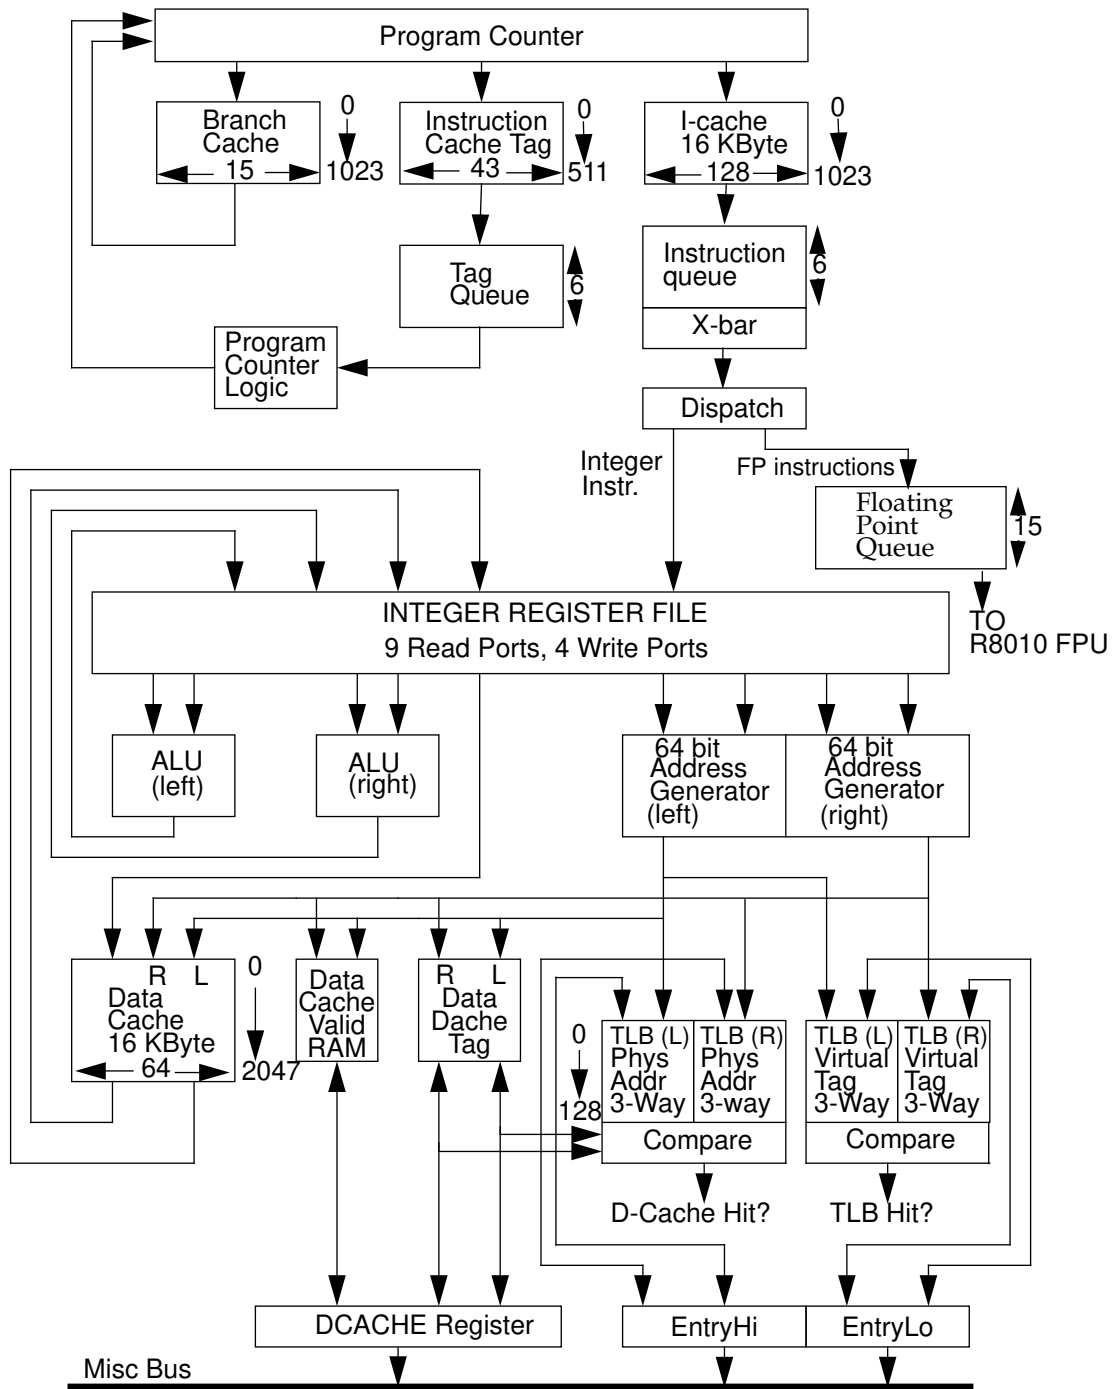 Program Counter
Branch
Cache
15
0
1023
Instruction
Cache Tag
43
0
511
I-cache
16 KByte
128
0
1023
Tag
Queue
6
Instruction
queue
6
X-bar
Program
Counter
Logic
Dispatch
Integer
Instr.
FP instructions
Floating
Point
Queue
15
TO
R8010 FPU
INTEGER REGISTER FILE
9 Read Ports, 4 Write Ports
ALU
(left)
ALU
(right)
64 bit
Address
Generator
(left)
64 bit
Address
Generator
(right)
R L
Data
Cache
16 KByte
64
0
2047
Data
Cache
Valid
RAM
R L
Data
Dache
Tag
0
128
TLB (L)
Phys
Addr
3-Way
TLB (R)
Phys
Addr
3-way
Compare
TLB (L)
Virtual
Tag
3-Way
TLB (R)
Virtual
Tag
3-Way
Compare
D-Cache Hit?
TLB Hit?
DCACHE Register
EntryHi
EntryLo
Misc Bus